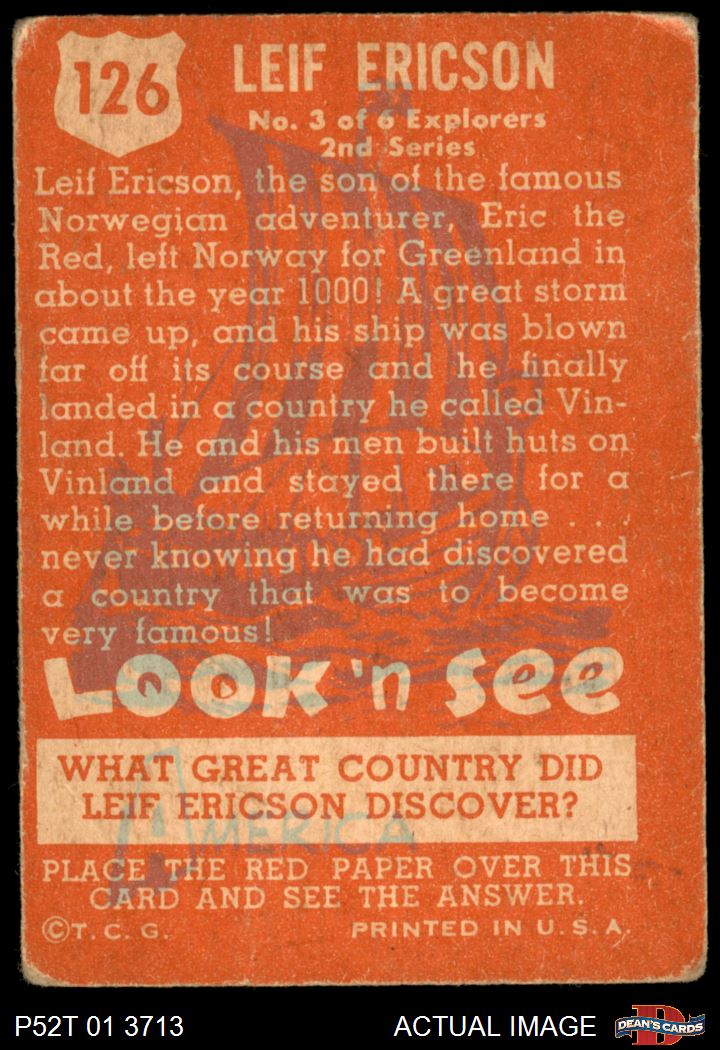 126
LEIF ERICSON
No. 3 of 6 Explorers
2nd Series
Leif Ericson, the son of the famous
Norwegian adventurer, Eric the
Red, left Norway for Greenland in
about the year 1000! A great storm
came up, and his ship was blown
far off its course and he finally
landed in a country he called Vin-
land. He and his men built huts on
Vinland and stayed there for a
while before returning home . . .
never knowing he had discovered
a country that was to become
very famous!
LOOK 'n SEE
WHAT GREAT COUNTRY DID
LEIF ERICSON DISCOVER?
AMERICA
PLACE THE RED PAPER OVER THIS
CARD AND SEE THE ANSWER.
©T. C. G. PRINTED IN U. S. A.
P52T 01 3713 ACTUAL IMAGE DEAN'S CARDS